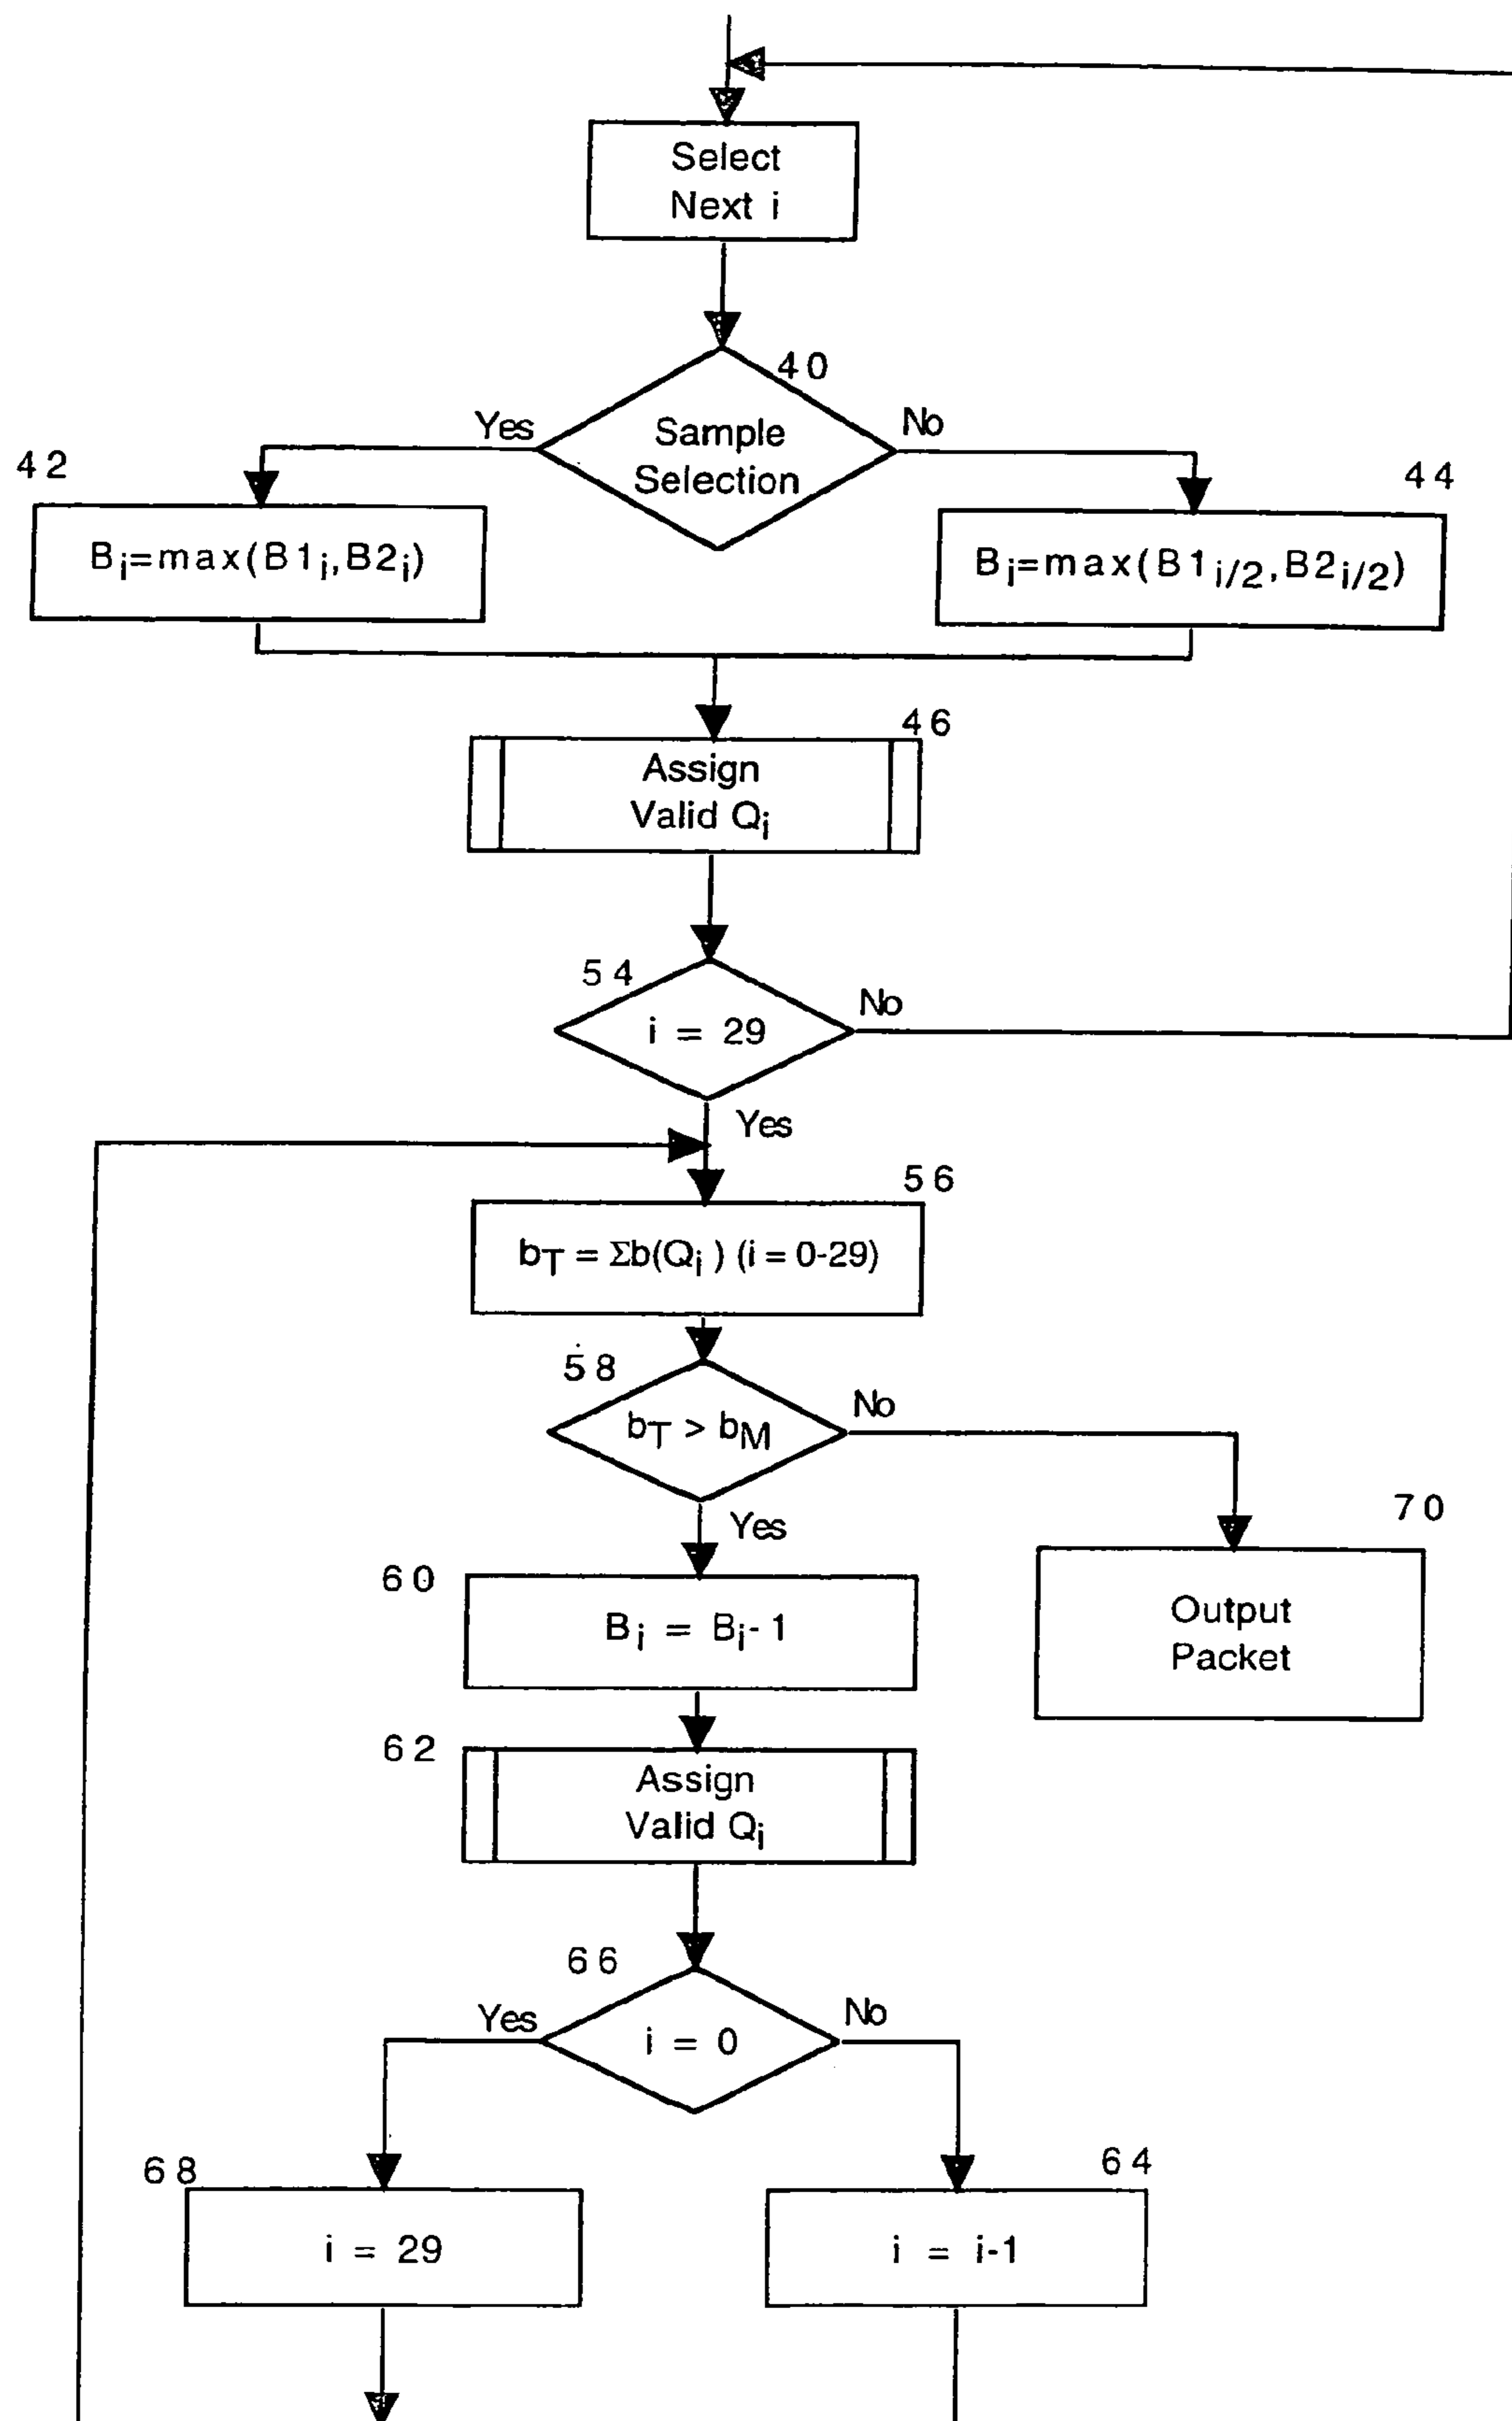 Select
Next i
40
Yes
Sample
Selection
No
42
44
Bi=max(B1i,B2i)
Bi=max(B1i/2,B2i/2)
46
Assign
Valid Qi
54
i = 29
No
Yes
56
bT = Σb(Qi) (i = 0-29)
58
bT > bM
No
Yes
70
60
Bi = Bi-1
Output
Packet
62
Assign
Valid Qi
66
Yes
i = 0
No
68
64
i = 29
i = i-1